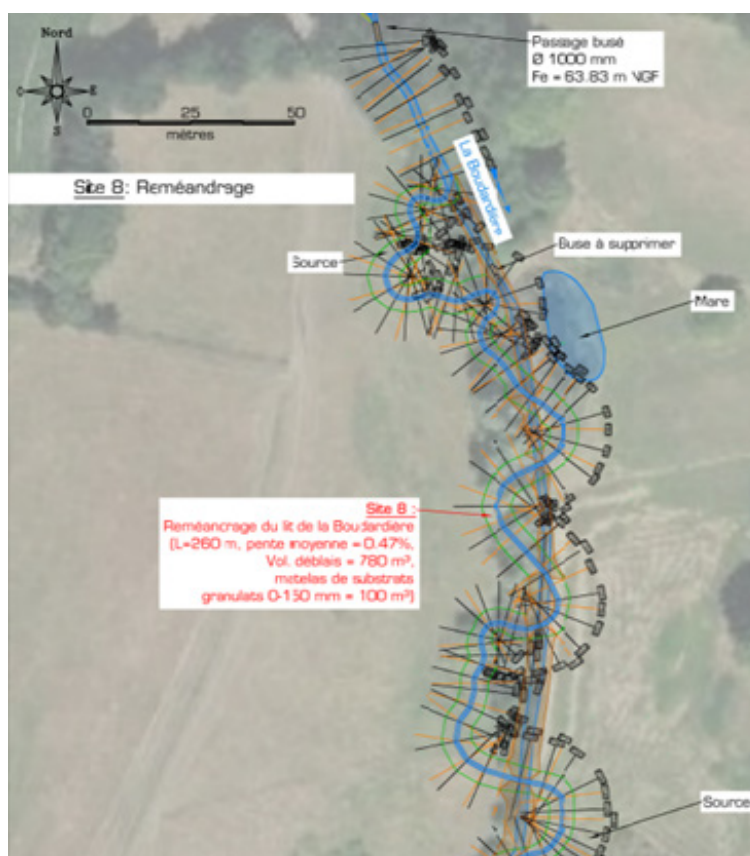 Nord
O
E
S
0
25
50
mètres
Passage busé
Ø 1000 mm
Fe = 63.83 m NGF
La Boudardière
Site 8: Reméandrage
Source
Buse à supprimer
Mare
Site 8 :
Reméandrage du lit de la Boudardière
(L=260 m, pente moyenne = 0.47%,
Vol. déblais = 780 m³,
matelas de substrats
granulats 0-150 mm = 100 m³)
Source